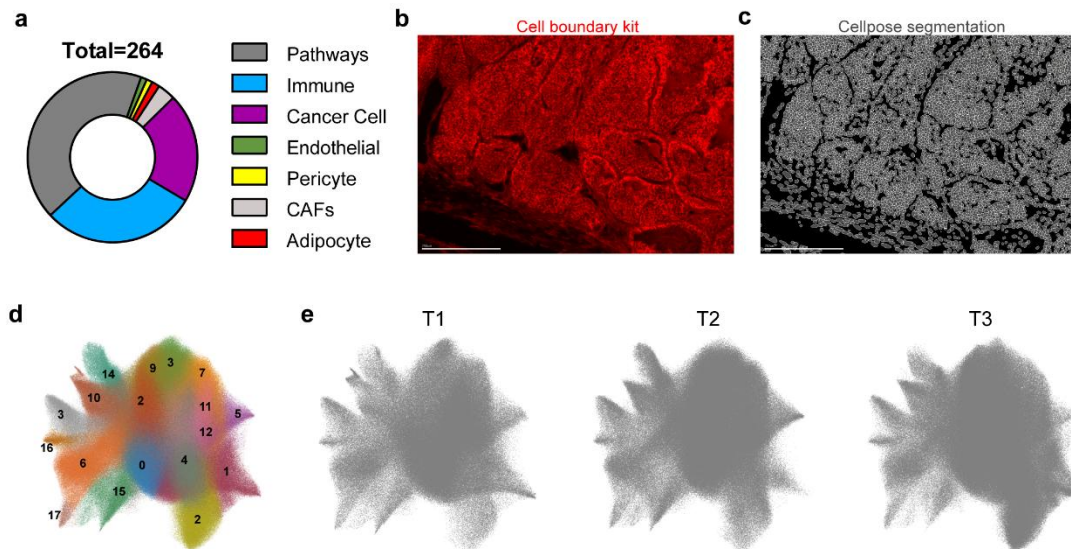 a
Total=264
Pathways
Immune
Cancer Cell
Endothelial
Pericyte
CAFs
Adipocyte
b
Cell boundary kit
c
Cellpose segmentation
d
14
9
3
7
10
2
11
5
3
12
16
6
0
4
1
15
17
2
e
T1
T2
T3